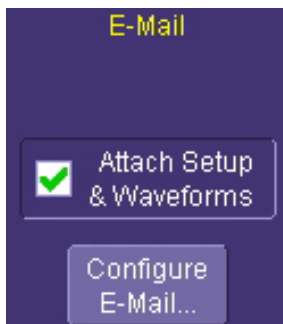 E-Mail
Attach Setup
& Waveforms
Configure
E-Mail...